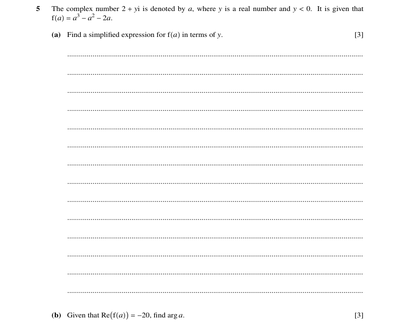 5 The complex number 2 + yi is denoted by a, where y is a real number and y < 0. It is given that
f(a) = a³ − a² − 2a.
(a) Find a simplified expression for f(a) in terms of y. [3]
(b) Given that Re(f(a)) = −20, find arg a. [3]